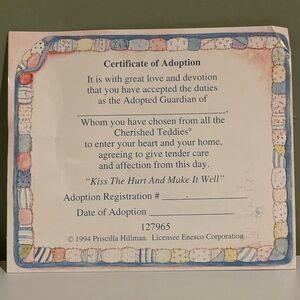 Certificate of Adoption
It is with great love and devotion
that you have accepted the duties
as the Adopted Guardian of
____________________,
Whom you have chosen from all the
Cherished Teddies®
to enter your heart and your home,
agreeing to give tender care
and affection from this day.
"Kiss The Hurt And Make It Well"
Adoption Registration # __________
Date of Adoption ____________
127965
© 1994 Priscilla Hillman. Licensee Enesco Corporation